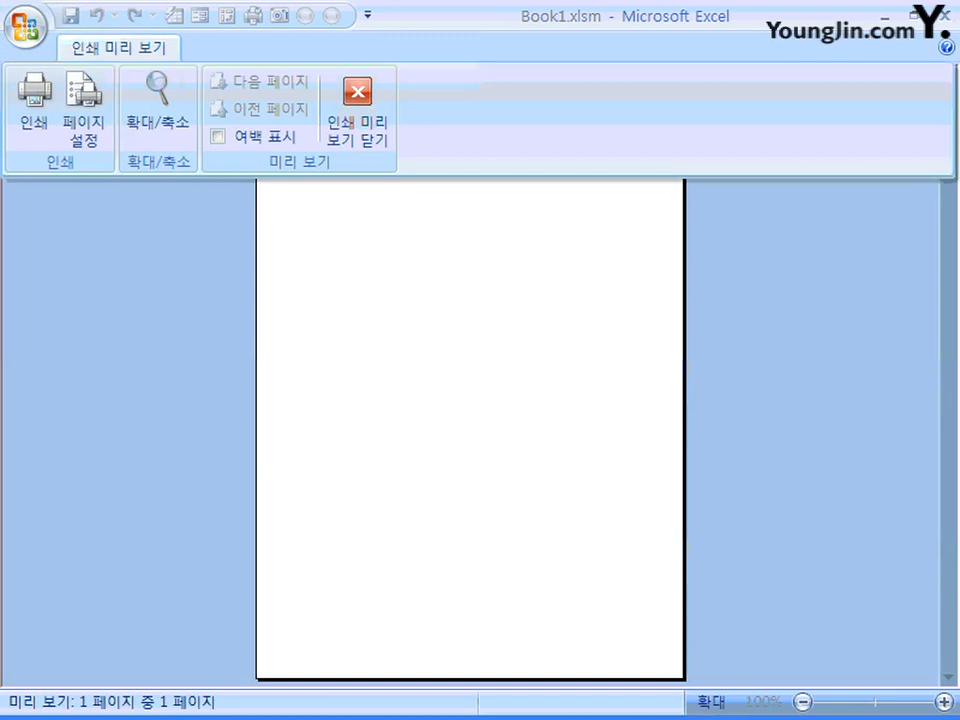 Book1.xlsm - Microsoft Excel
YoungJin.com Y.
인쇄 미리 보기
인쇄
페이지
설정
확대/축소
다음 페이지
이전 페이지
여백 표시
인쇄 미리
보기 닫기
인쇄
확대/축소
미리 보기
미리 보기: 1 페이지 중 1 페이지
확대 100%